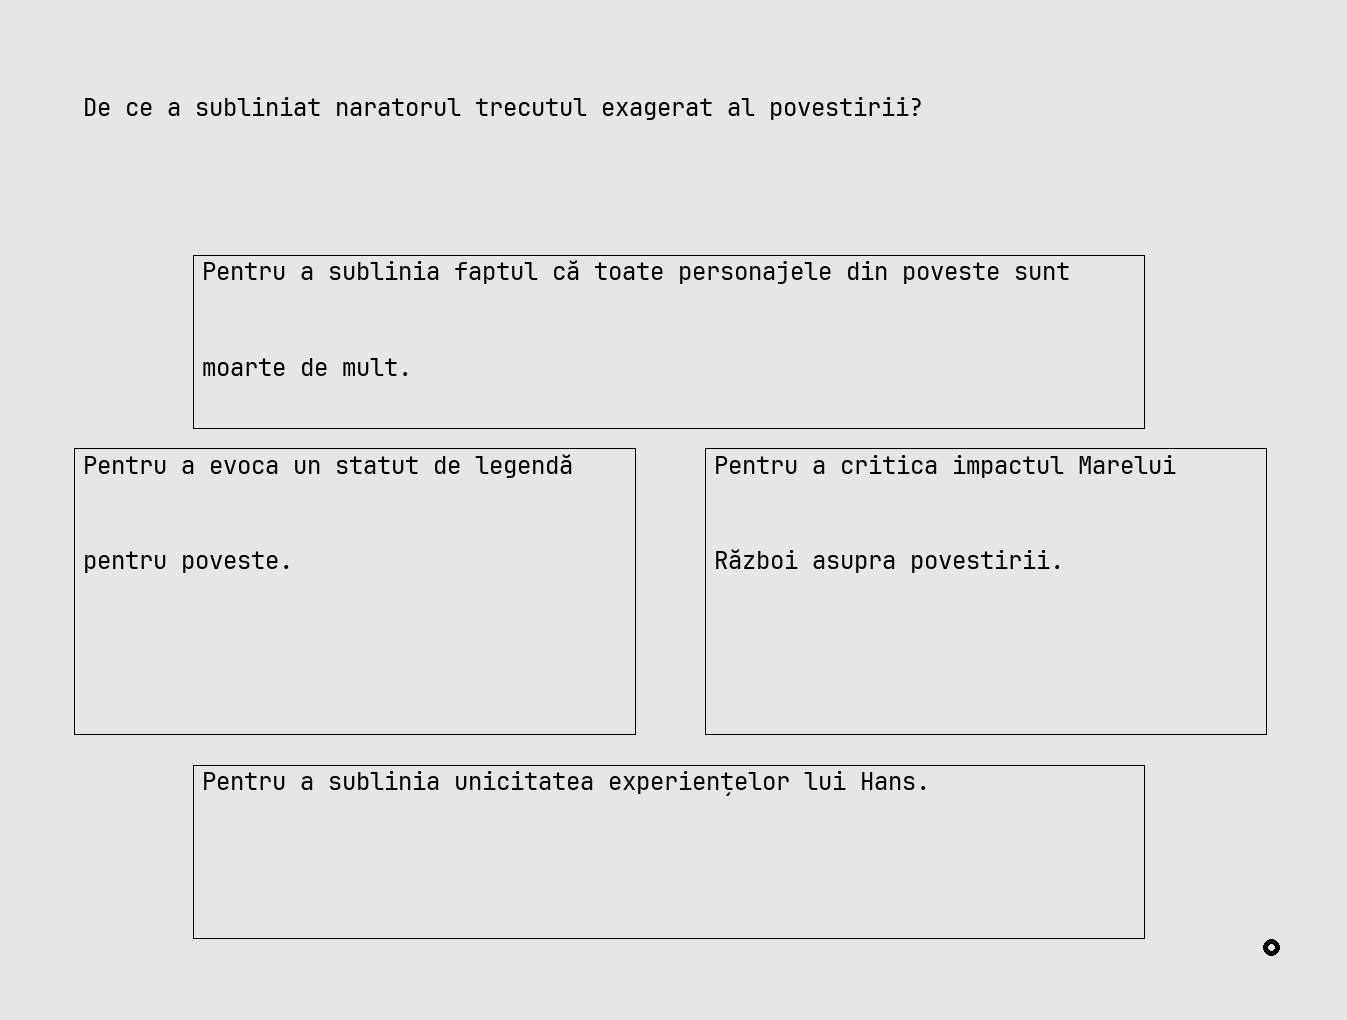 De ce a subliniat naratorul trecutul exagerat al povestirii?
Pentru a sublinia faptul că toate personajele din poveste sunt
moarte de mult.
Pentru a evoca un statut de legendă
pentru poveste.
Pentru a critica impactul Marelui
Război asupra povestirii.
Pentru a sublinia unicitatea experiențelor lui Hans.